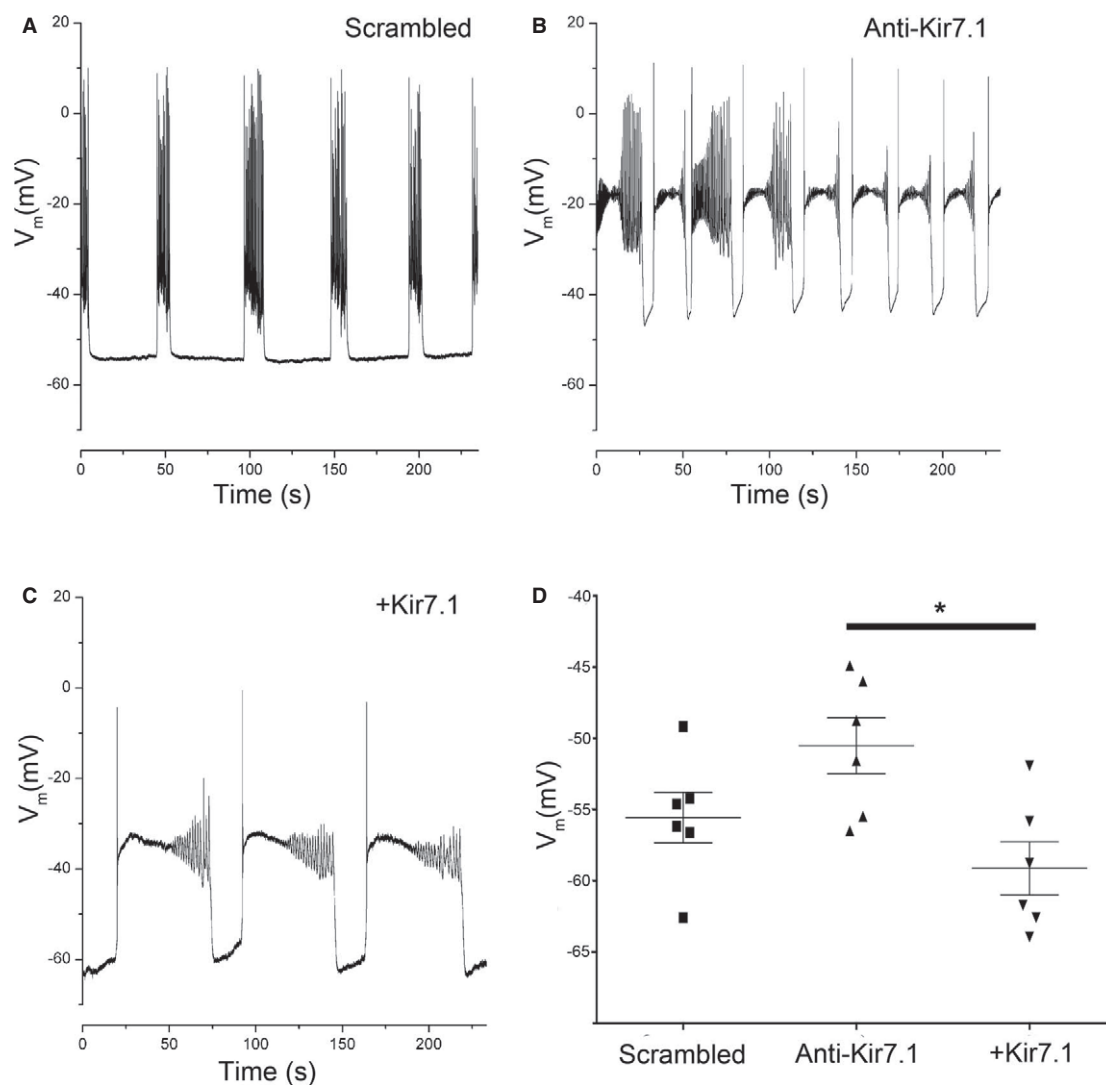 A
Scrambled
20
0
-20
-40
-60
Vm(mV)
0 50 100 150 200
Time (s)
B
Anti-Kir7.1
20
0
-20
-40
-60
Vm(mV)
0 50 100 150 200
Time (s)
C
+Kir7.1
20
0
-20
-40
-60
Vm(mV)
0 50 100 150 200
Time (s)
D
*
-40
-45
-50
-55
-60
-65
Vm(mV)
Scrambled Anti-Kir7.1 +Kir7.1